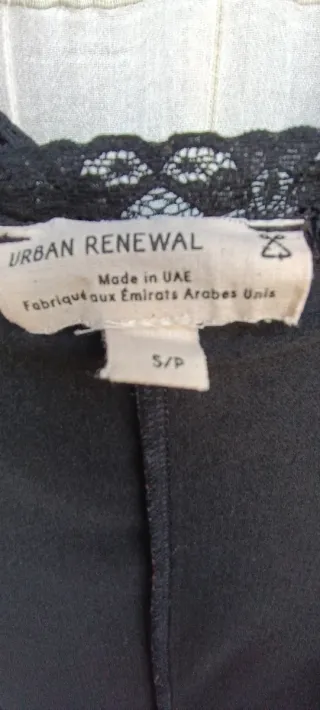 URBAN RENEWAL
Made in UAE
Fabriqué aux Émirats Arabes Unis
S/P